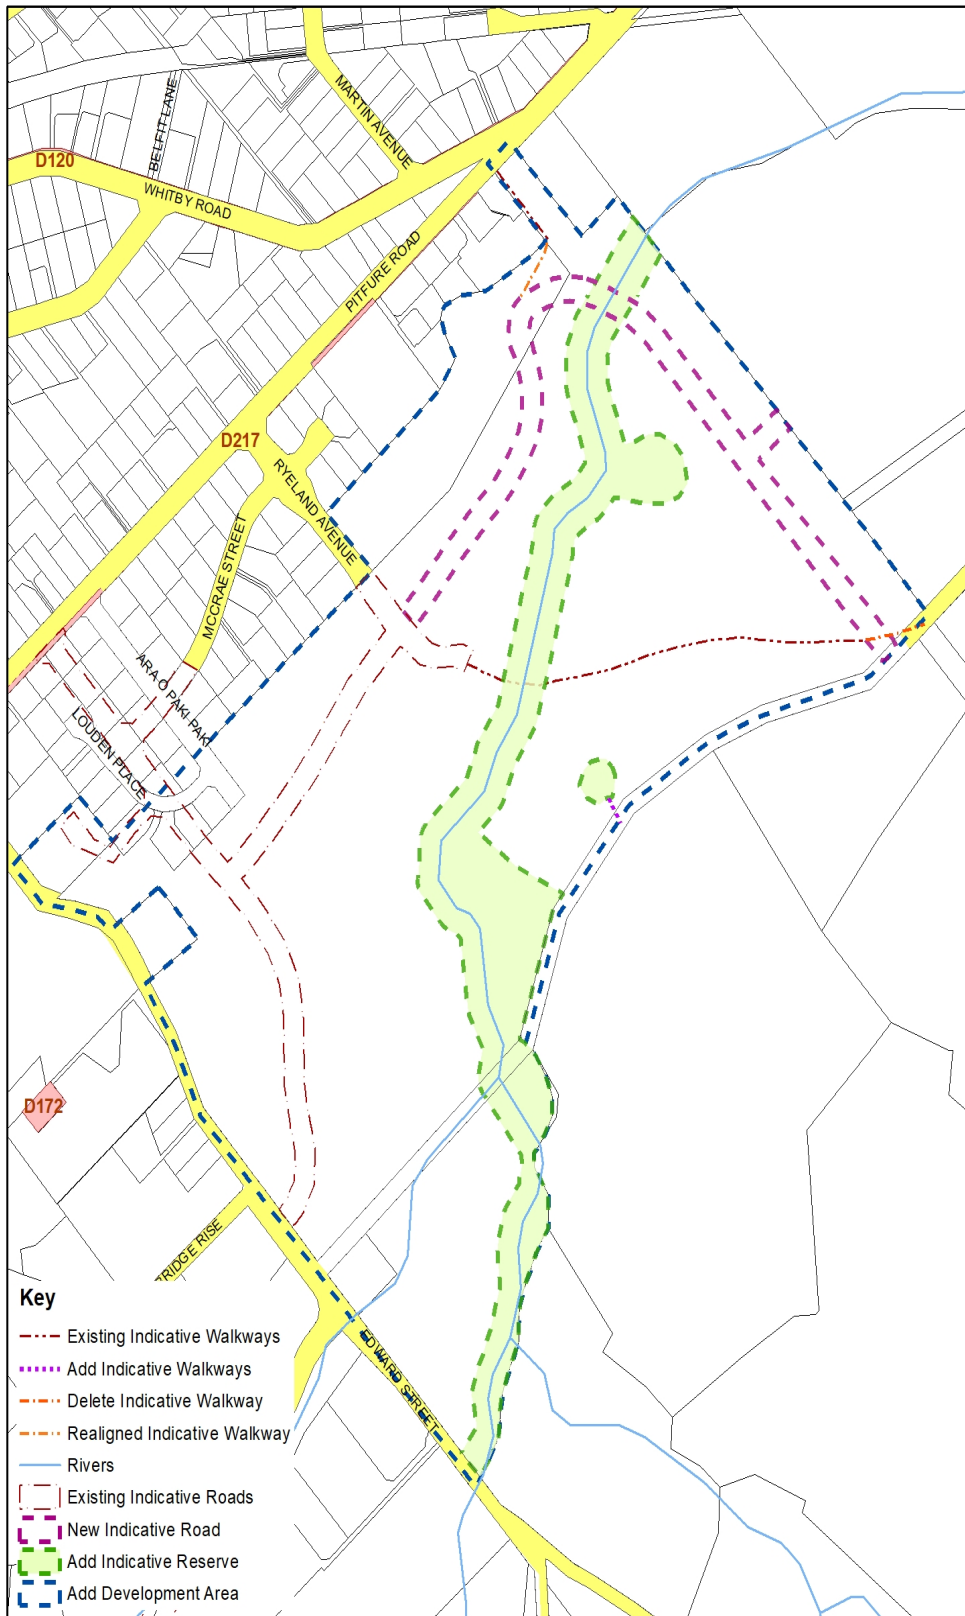 MARTIN AVENUE
BELFIT LANE
D120
WHITBY ROAD
PITFURE ROAD
D217
RYELAND AVENUE
MCCRAE STREET
ARA O PAKI PAKI
LOUDEN PLACE
D172
BRIDGE RISE
EDWARD STREET
Key
Existing Indicative Walkways
Add Indicative Walkways
Delete Indicative Walkway
Realigned Indicative Walkway
Rivers
Existing Indicative Roads
New Indicative Road
Add Indicative Reserve
Add Development Area